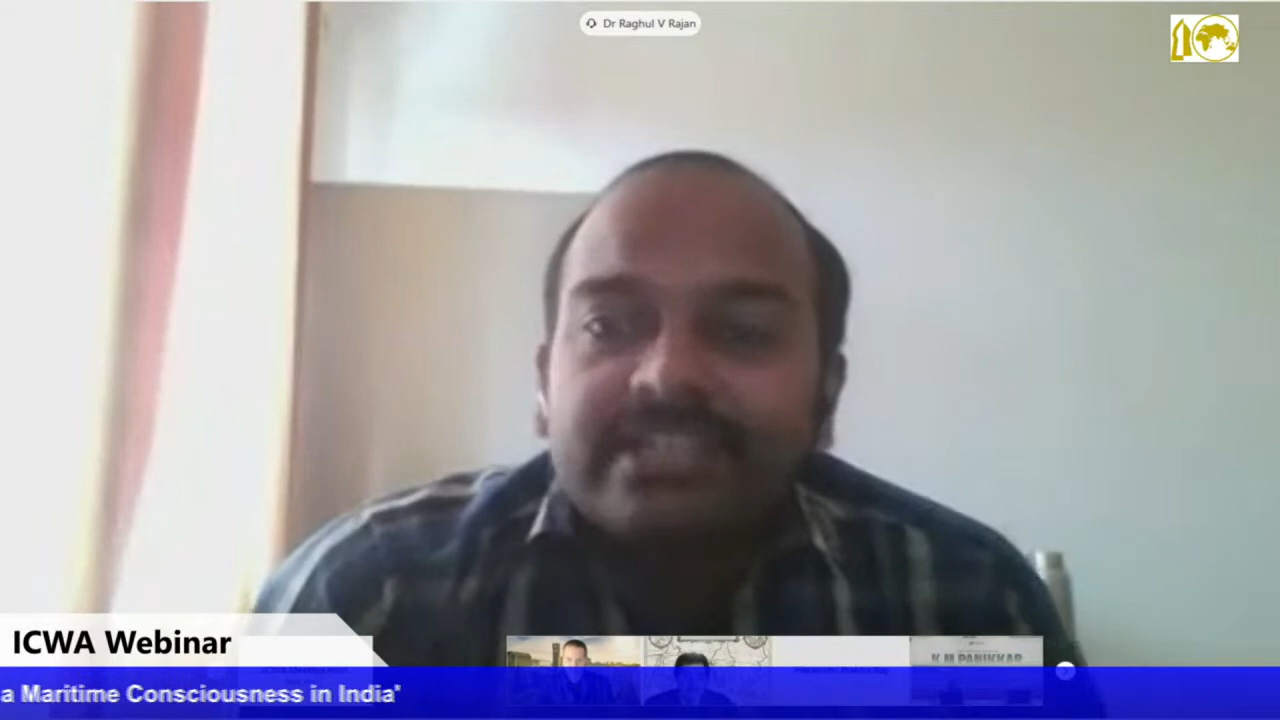 Dr Raghul V Rajan
ICWA Webinar
a Maritime Consciousness in India'
K M PANIKKAR